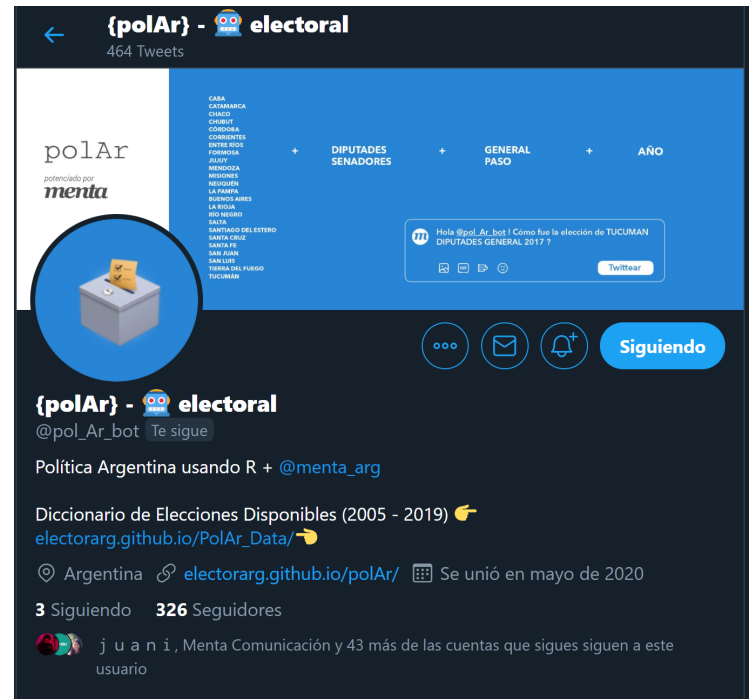 {polAr} - 🤖 electoral
464 Tweets
polAr
potenciado por
menta
CABA
CATAMARCA
CHACO
CHUBUT
CÓRDOBA
CORRIENTES
ENTRE RÍOS
FORMOSA
JUJUY
MENDOZA
MISIONES
NEUQUÉN
LA PAMPA
BUENOS AIRES
LA RIOJA
RÍO NEGRO
SALTA
SANTIAGO DEL ESTERO
SANTA CRUZ
SANTA FE
SAN JUAN
SAN LUIS
TIERRA DEL FUEGO
TUCUMÁN
+
DIPUTADES
SENADORES
+
GENERAL
PASO
+
AÑO
m
Hola @pol_Ar_bot ! Cómo fue la elección de TUCUMAN
DIPUTADES GENERAL 2017 ?
GIF
Twittear
Siguiendo
{polAr} - 🤖 electoral
@pol_Ar_bot Te sigue
Política Argentina usando R + @menta_arg
Diccionario de Elecciones Disponibles (2005 - 2019) 👉
electorarg.github.io/PolAr_Data/👈
Argentina electorarg.github.io/polAr/ Se unió en mayo de 2020
3 Siguiendo 326 Seguidores
j u a n i , Menta Comunicación y 43 más de las cuentas que sigues siguen a este
usuario